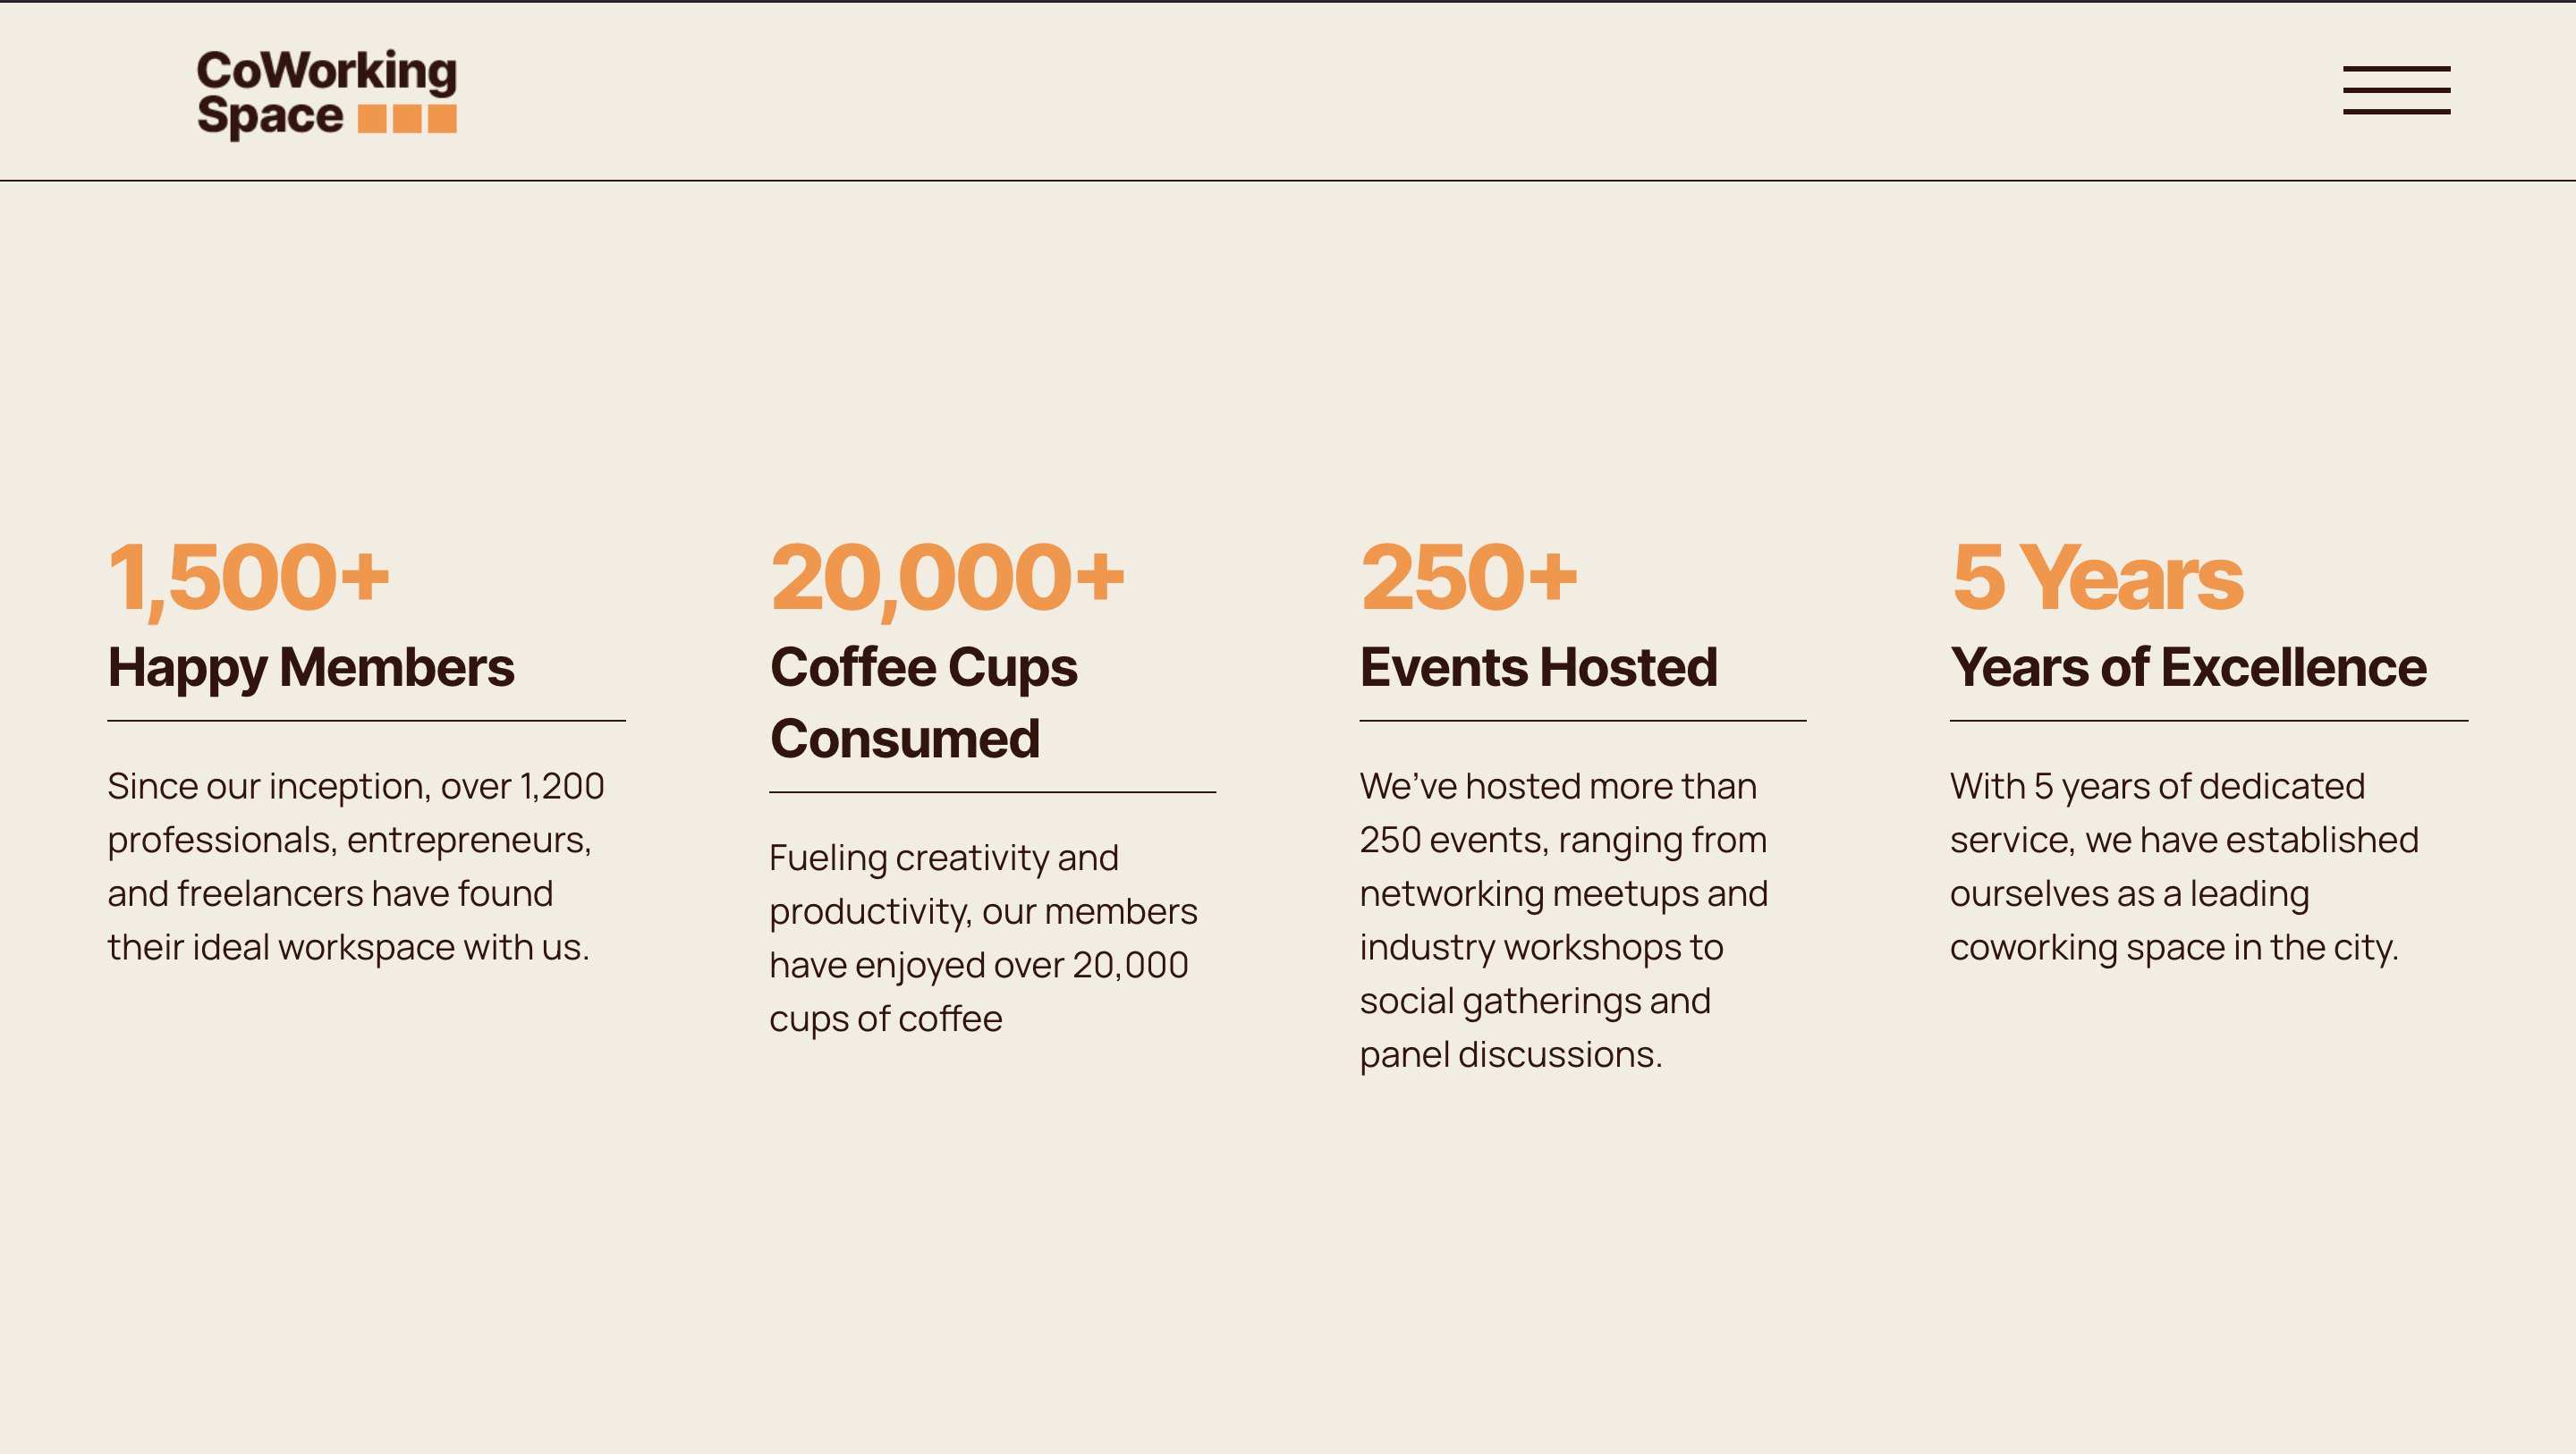 CoWorking
Space
1,500+
Happy Members
Since our inception, over 1,200
professionals, entrepreneurs,
and freelancers have found
their ideal workspace with us.
20,000+
Coffee Cups
Consumed
Fueling creativity and
productivity, our members
have enjoyed over 20,000
cups of coffee
250+
Events Hosted
We’ve hosted more than
250 events, ranging from
networking meetups and
industry workshops to
social gatherings and
panel discussions.
5 Years
Years of Excellence
With 5 years of dedicated
service, we have established
ourselves as a leading
coworking space in the city.